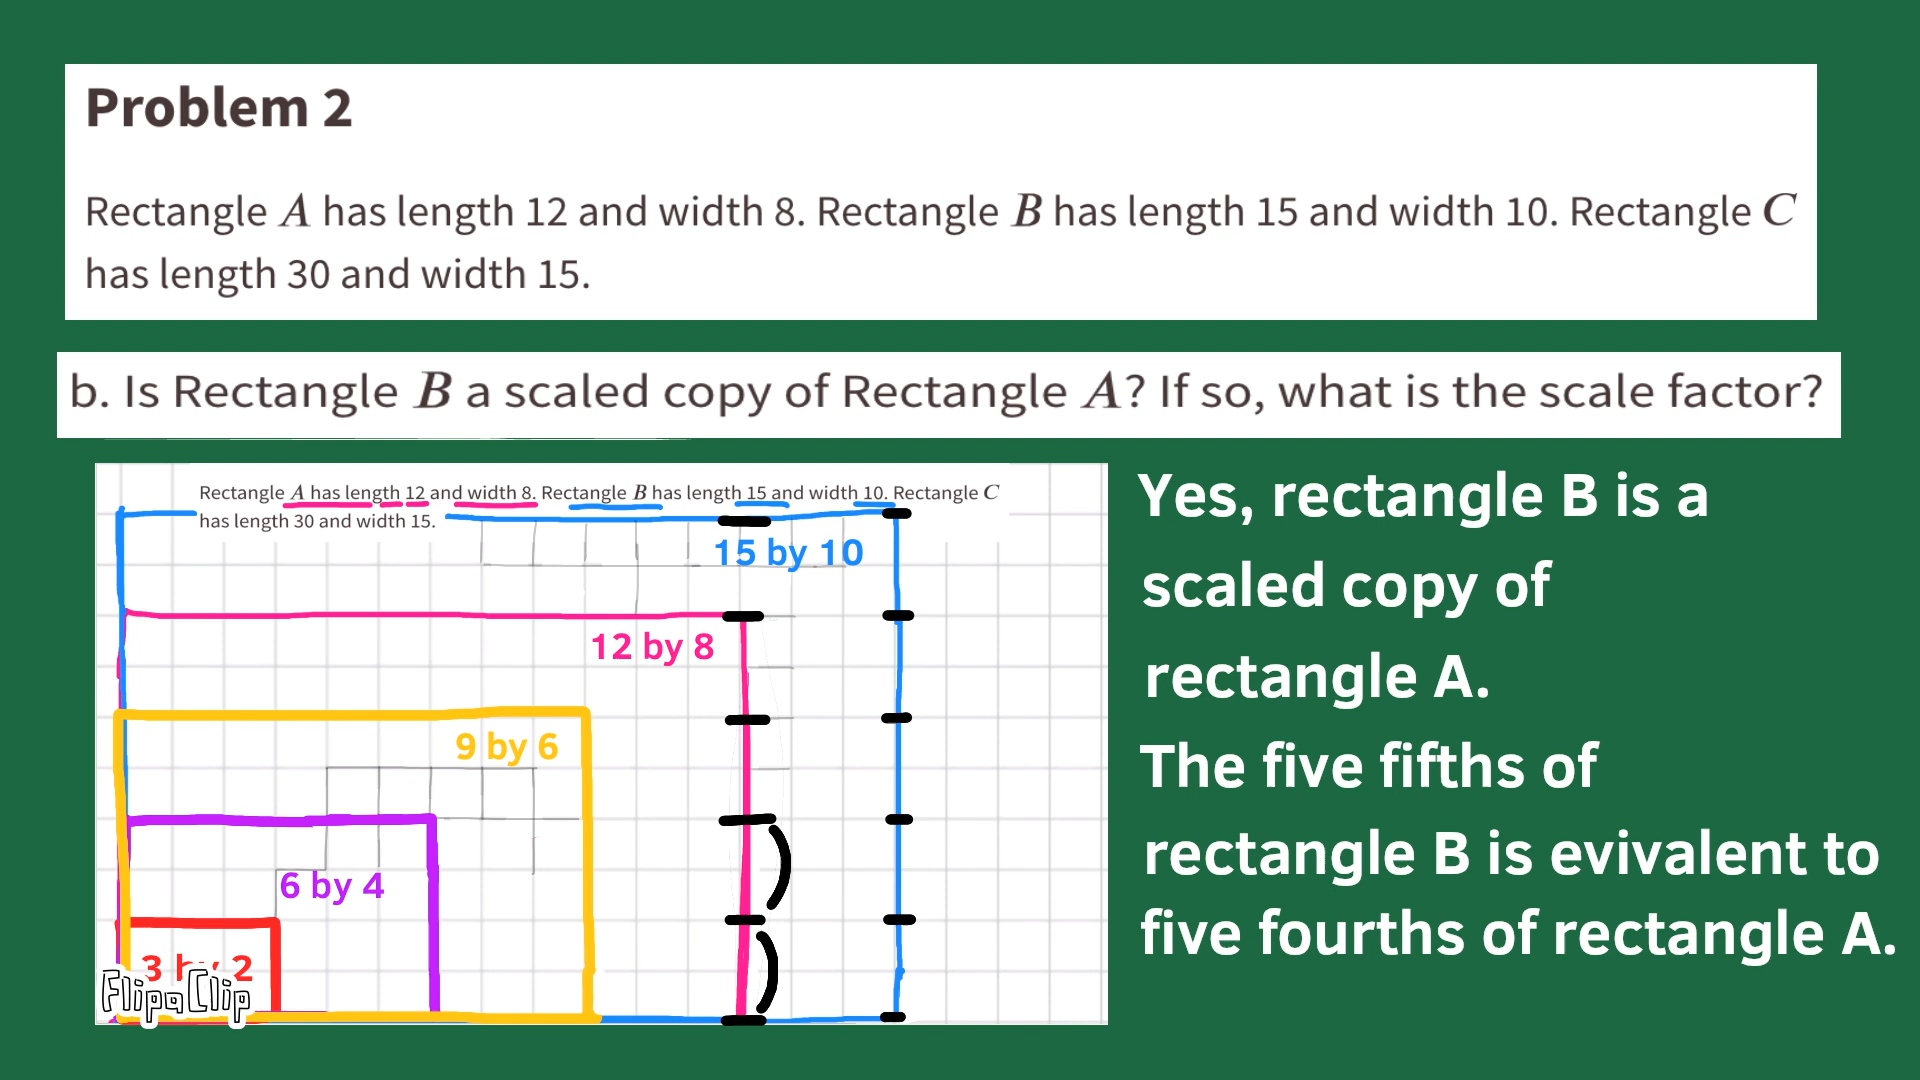 Problem 2
Rectangle A has length 12 and width 8. Rectangle B has length 15 and width 10. Rectangle C
has length 30 and width 15.
b. Is Rectangle B a scaled copy of Rectangle A? If so, what is the scale factor?
Rectangle A has length 12 and width 8. Rectangle B has length 15 and width 10. Rectangle C
has length 30 and width 15.
15 by 10
12 by 8
9 by 6
6 by 4
3 by 2
FlipaClip
Yes, rectangle B is a
scaled copy of
rectangle A.
The five fifths of
rectangle B is evivalent to
five fourths of rectangle A.